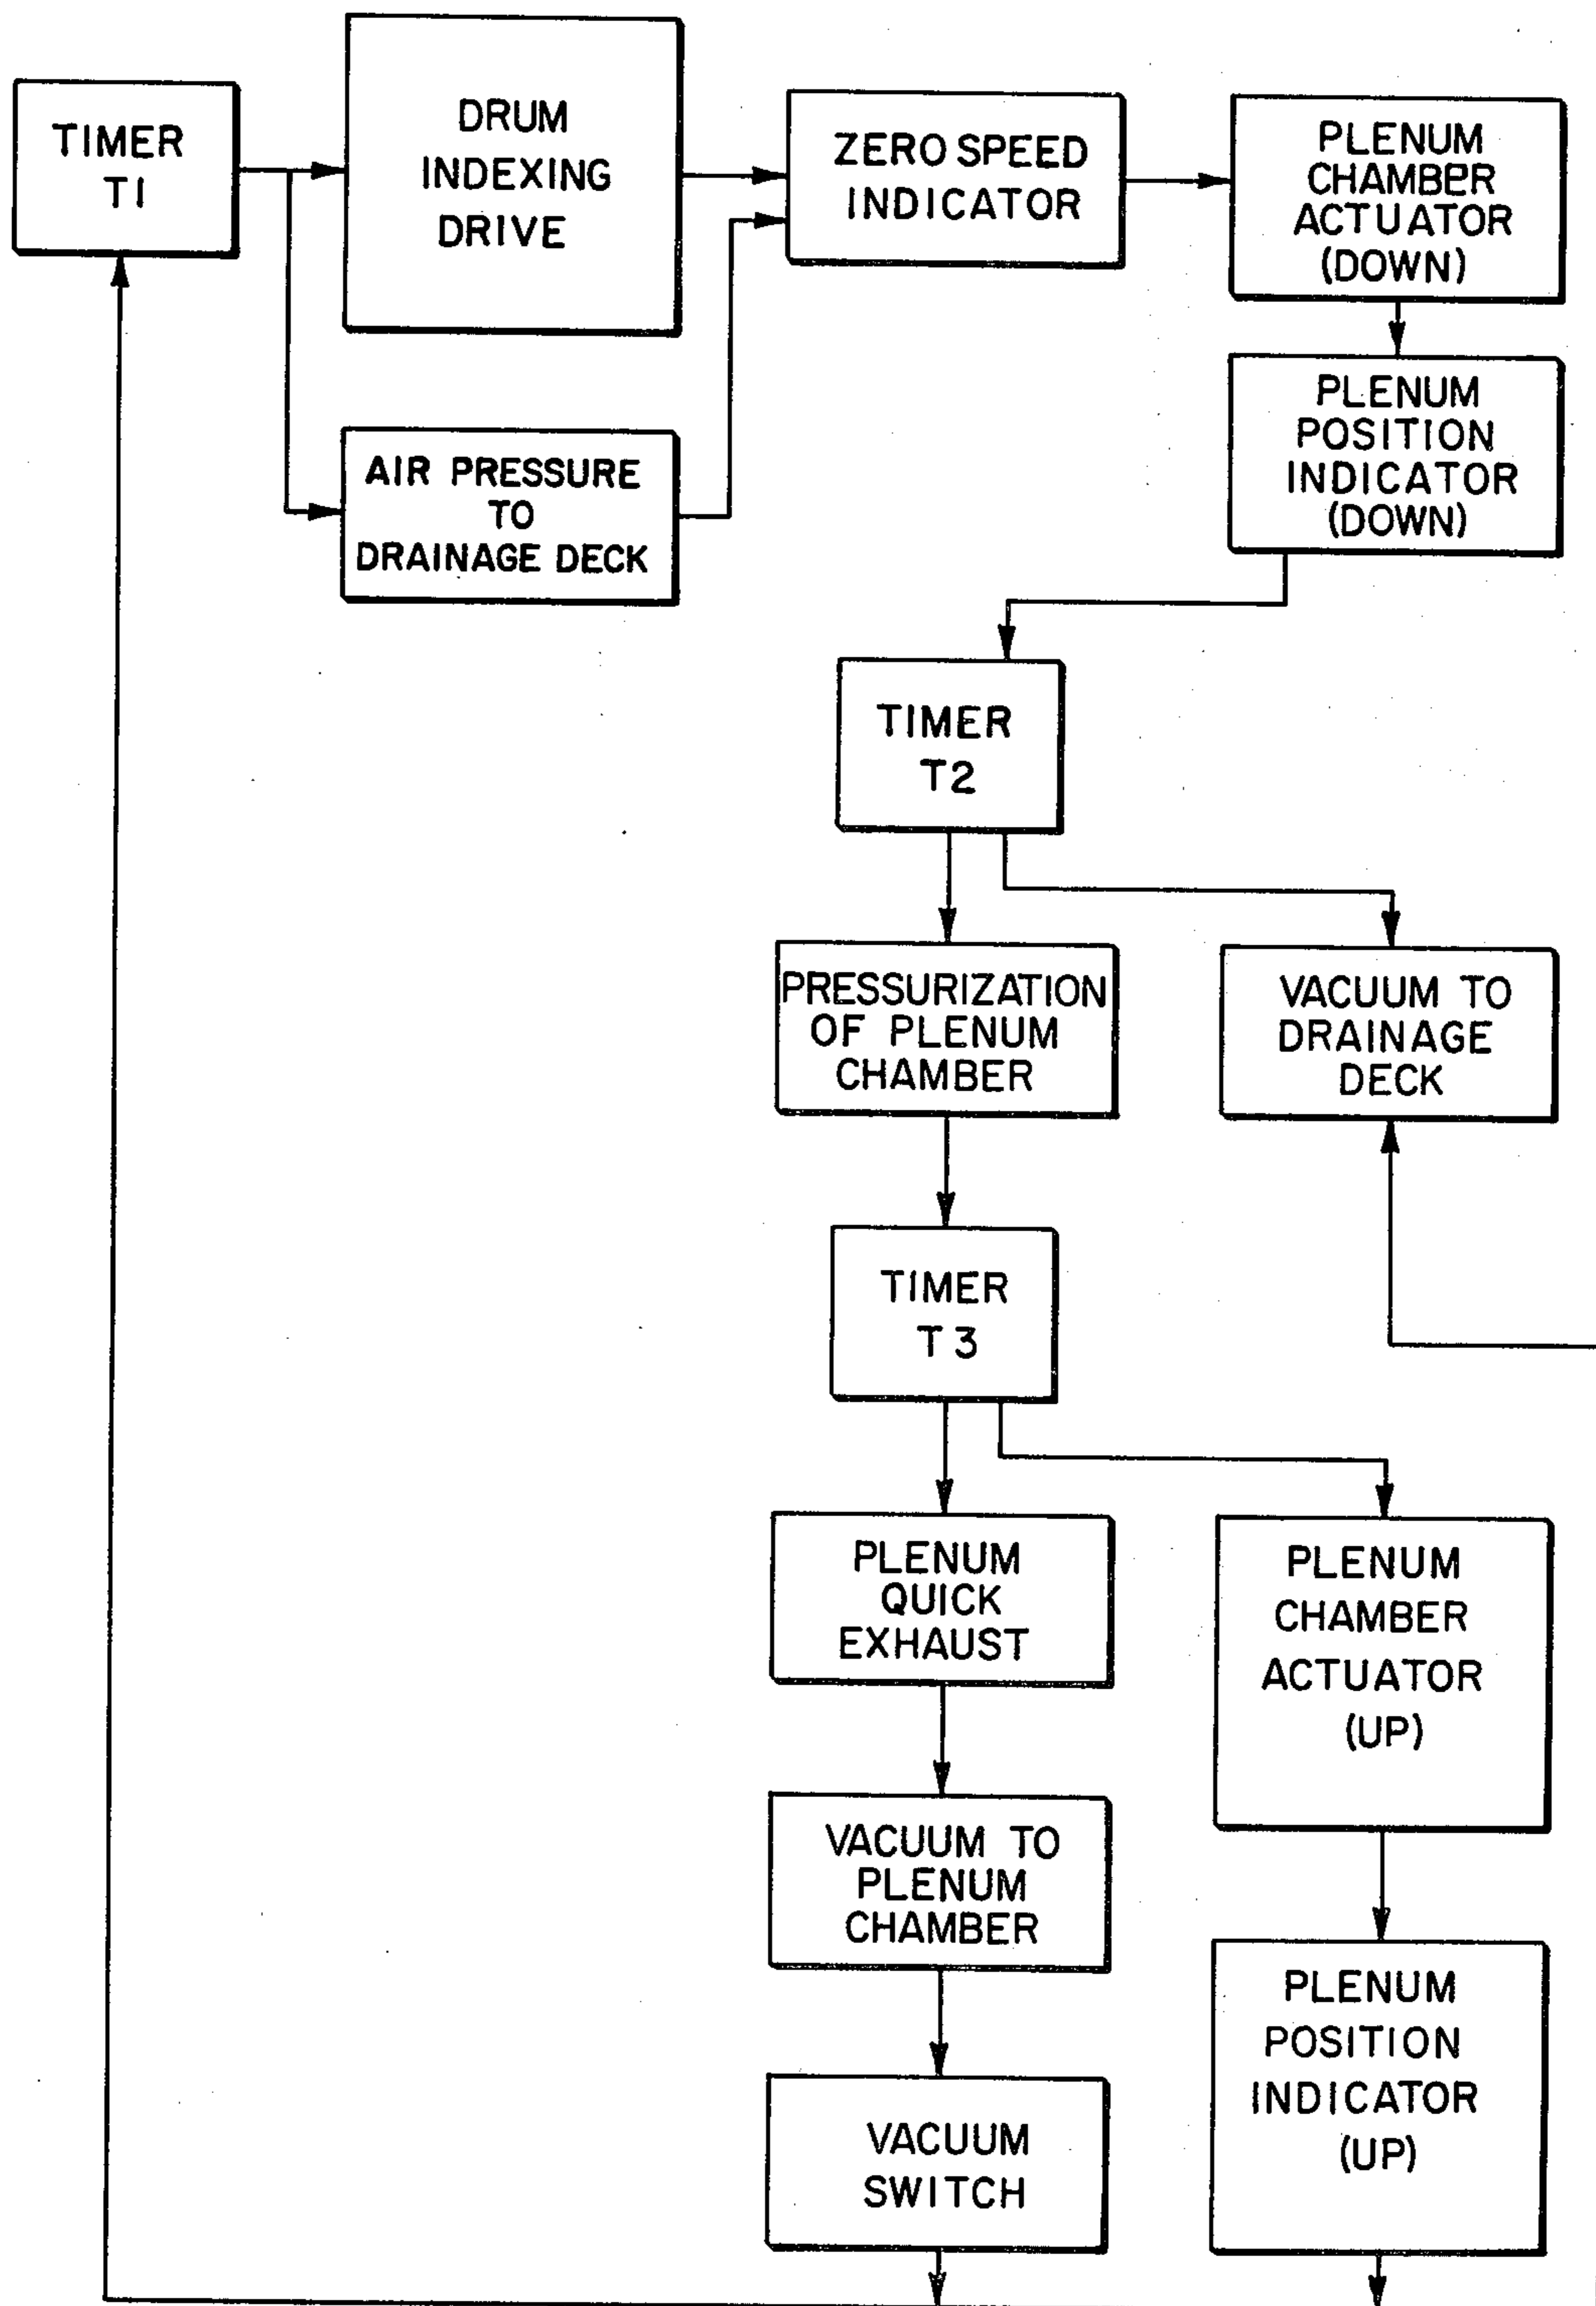 TIMER
T1
DRUM
INDEXING
DRIVE
ZERO SPEED
INDICATOR
PLENUM
CHAMBER
ACTUATOR
(DOWN)
PLENUM
POSITION
INDICATOR
(DOWN)
AIR PRESSURE
TO
DRAINAGE DECK
TIMER
T2
PRESSURIZATION
OF PLENUM
CHAMBER
VACUUM TO
DRAINAGE
DECK
TIMER
T3
PLENUM
QUICK
EXHAUST
PLENUM
CHAMBER
ACTUATOR
(UP)
VACUUM TO
PLENUM
CHAMBER
PLENUM
POSITION
INDICATOR
(UP)
VACUUM
SWITCH